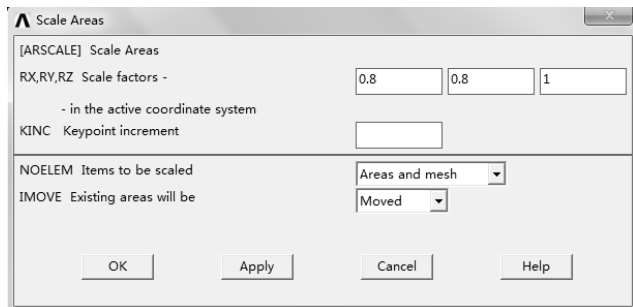 Scale Areas
[ARSCALE] Scale Areas
RX,RY,RZ Scale factors - 0.8 0.8 1
- in the active coordinate system
KINC Keypoint increment
NOELEM Items to be scaled Areas and mesh
IMOVE Existing areas will be Moved
OK Apply Cancel Help